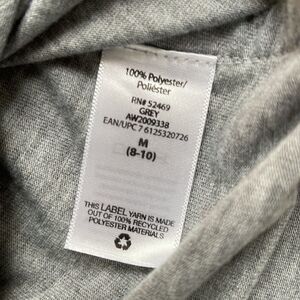 100% Polyester/
Poliéster
RN# 52469
GREY
AW2009338
EAN/UPC 7 6125320726
M
(8-10)
THIS LABEL YARN IS MADE
OUT OF 100% RECYCLED
POLYESTER MATERIALS